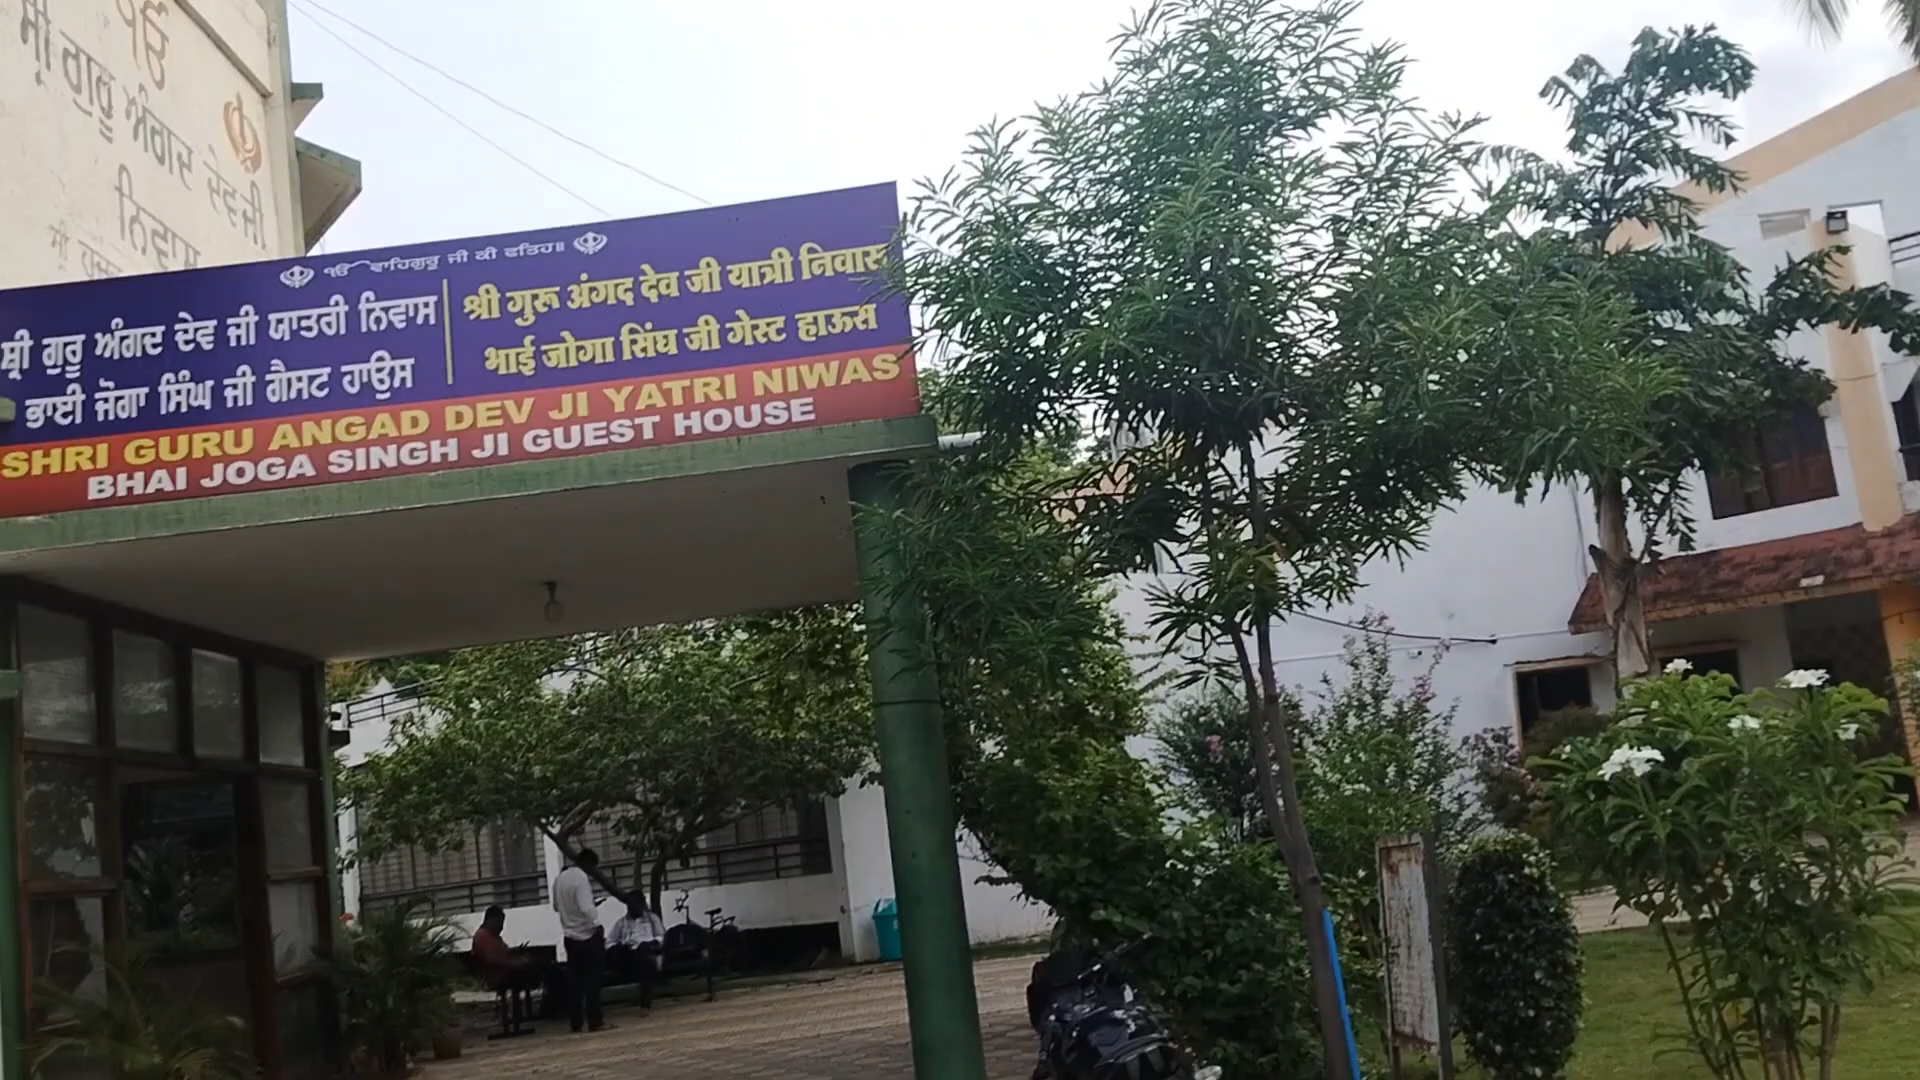 ੴ
ਸ੍ਰੀ ਗੁਰੂ ਅੰਗਦ ਦੇਵ ਜੀ
ਨਿਵਾਸ
ੴ ਵਾਹਿਗੁਰੂ ਜੀ ਕੀ ਫਤਿਹ॥
ਸ਼੍ਰੀ ਗੁਰੂ ਅੰਗਦ ਦੇਵ ਜੀ ਯਾਤਰੀ ਨਿਵਾਸ
ਭਾਈ ਜੋਗਾ ਸਿੰਘ ਜੀ ਗੈਸਟ ਹਾਉਸ
श्री गुरू अंगद देव जी यात्री निवास
भाई जोगा सिंघ जी गेस्ट हाऊस
SHRI GURU ANGAD DEV JI YATRI NIWAS
BHAI JOGA SINGH JI GUEST HOUSE